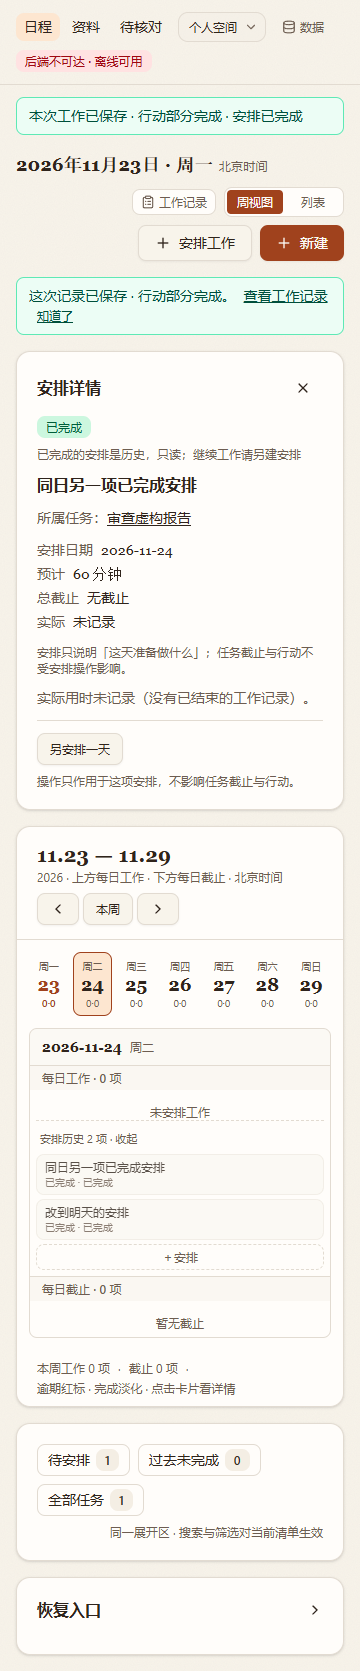 日程 资料 待核对 个人空间 数据
后端不可达 · 离线可用
本次工作已保存 · 行动部分完成 · 安排已完成
2026年11月23日 · 周一 北京时间
工作记录 周视图 列表
安排工作 新建
这次记录已保存 · 行动部分完成。 查看工作记录
知道了
安排详情
已完成
已完成的安排是历史，只读；继续工作请另建安排
同日另一项已完成安排
所属任务： 审查虚构报告
安排日期 2026-11-24
预计 60 分钟
总截止 无截止
实际 未记录
安排只说明「这天准备做什么」；任务截止与行动不
受安排操作影响。
实际用时未记录（没有已结束的工作记录）。
另安排一天
操作只作用于这项安排，不影响任务截止与行动。
11.23 — 11.29
2026 · 上方每日工作 · 下方每日截止 · 北京时间
本周
周一 周二 周三 周四 周五 周六 周日
23 24 25 26 27 28 29
0·0 0·0 0·0 0·0 0·0 0·0 0·0
2026-11-24 周二
每日工作 · 0 项
未安排工作
安排历史 2 项 · 收起
同日另一项已完成安排
已完成 · 已完成
改到明天的安排
已完成 · 已完成
+ 安排
每日截止 · 0 项
暂无截止
本周工作 0 项 · 截止 0 项 ·
逾期红标 · 完成淡化 · 点击卡片看详情
待安排 1 过去未完成 0
全部任务 1
同一展开区 · 搜索与筛选对当前清单生效
恢复入口